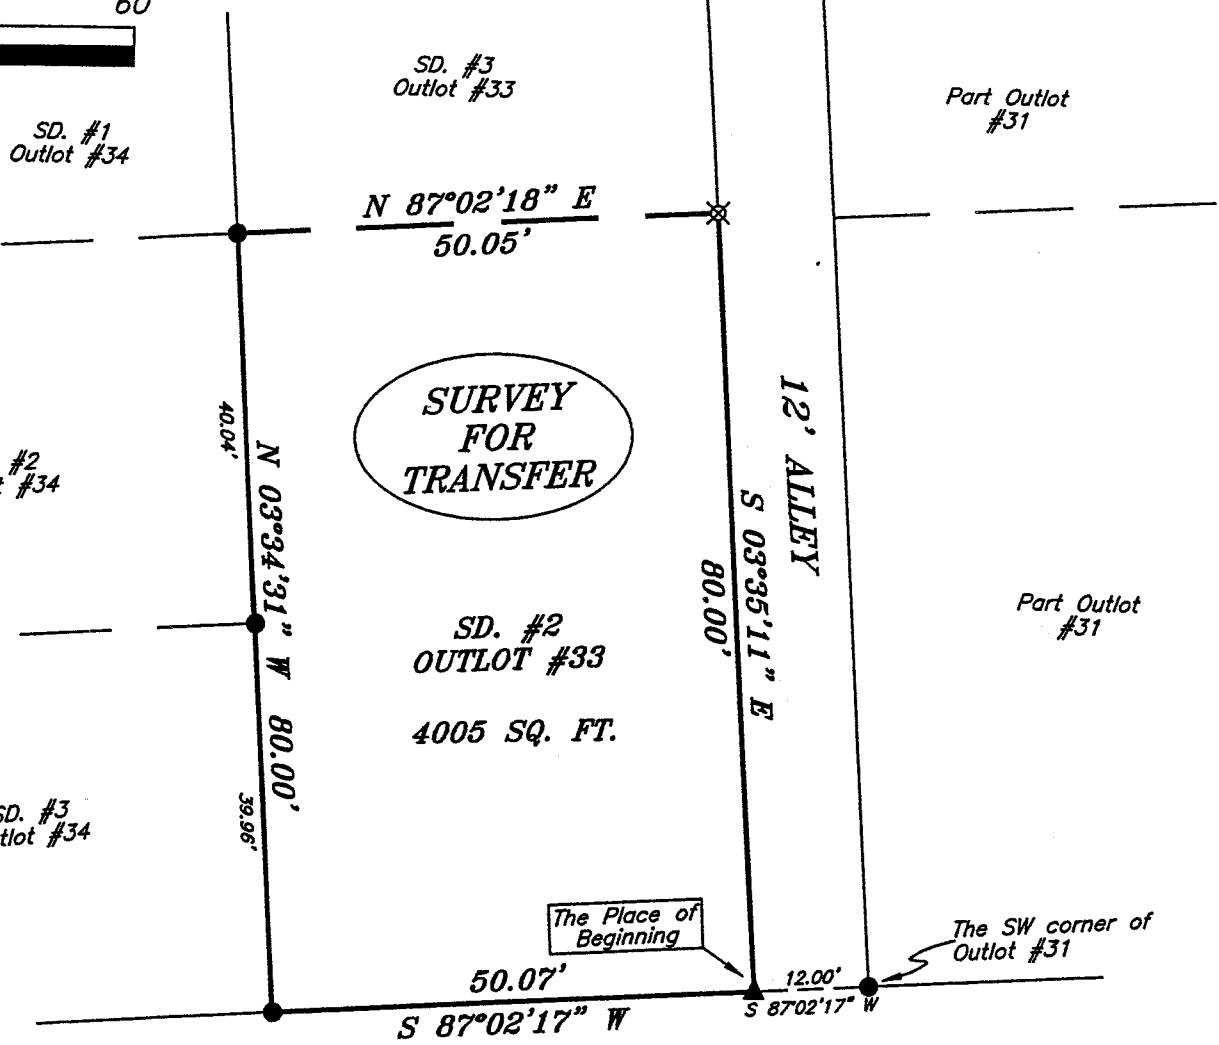 60
SD. #3
Outlot #33
Part Outlot
#31
SD. #1
Outlot #34
N 87°02'18" E
50.05'
SURVEY
FOR
TRANSFER
12' ALLEY
40.04'
N 03°34'31" W 80.00'
#2
#34
S 03°35'11" E
80.00'
SD. #2
OUTLOT #33
4005 SQ. FT.
Part Outlot
#31
SD. #3
tlot #34
39.96'
The Place of
Beginning
The SW corner of
Outlot #31
50.07'
S 87°02'17" W
12.00'
S 87°02'17" W